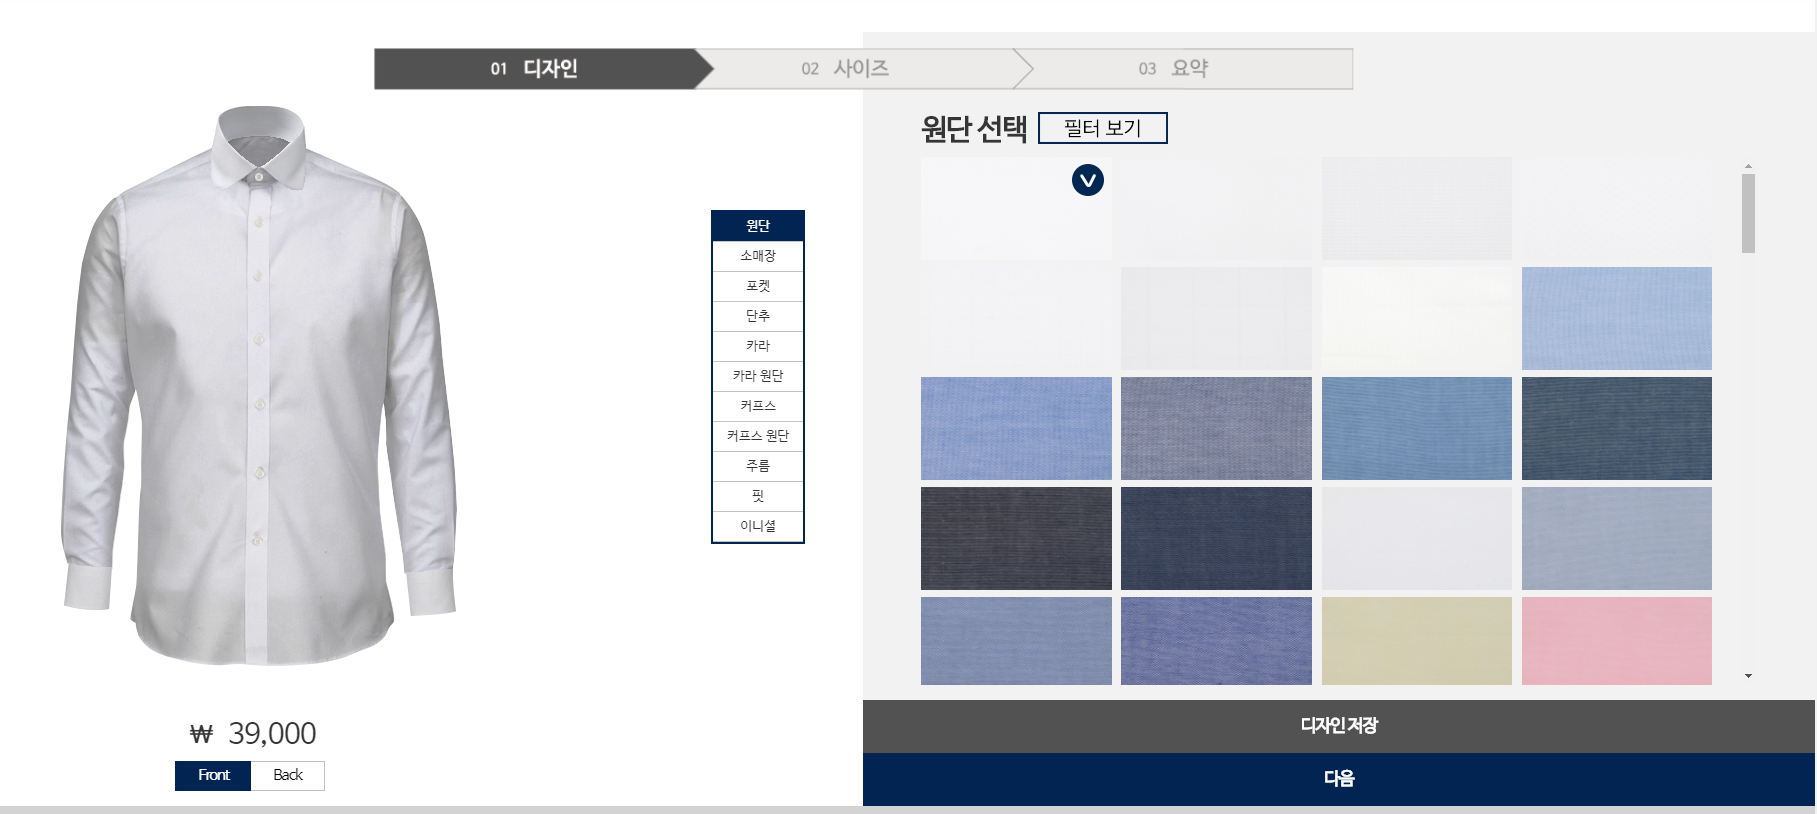 01 디자인
02 사이즈
03 요약
원단 선택
필터 보기
원단
소매장
포켓
단추
카라
카라 원단
커프스
커프스 원단
주름
핏
이니셜
₩ 39,000
Front
Back
디자인 저장
다음